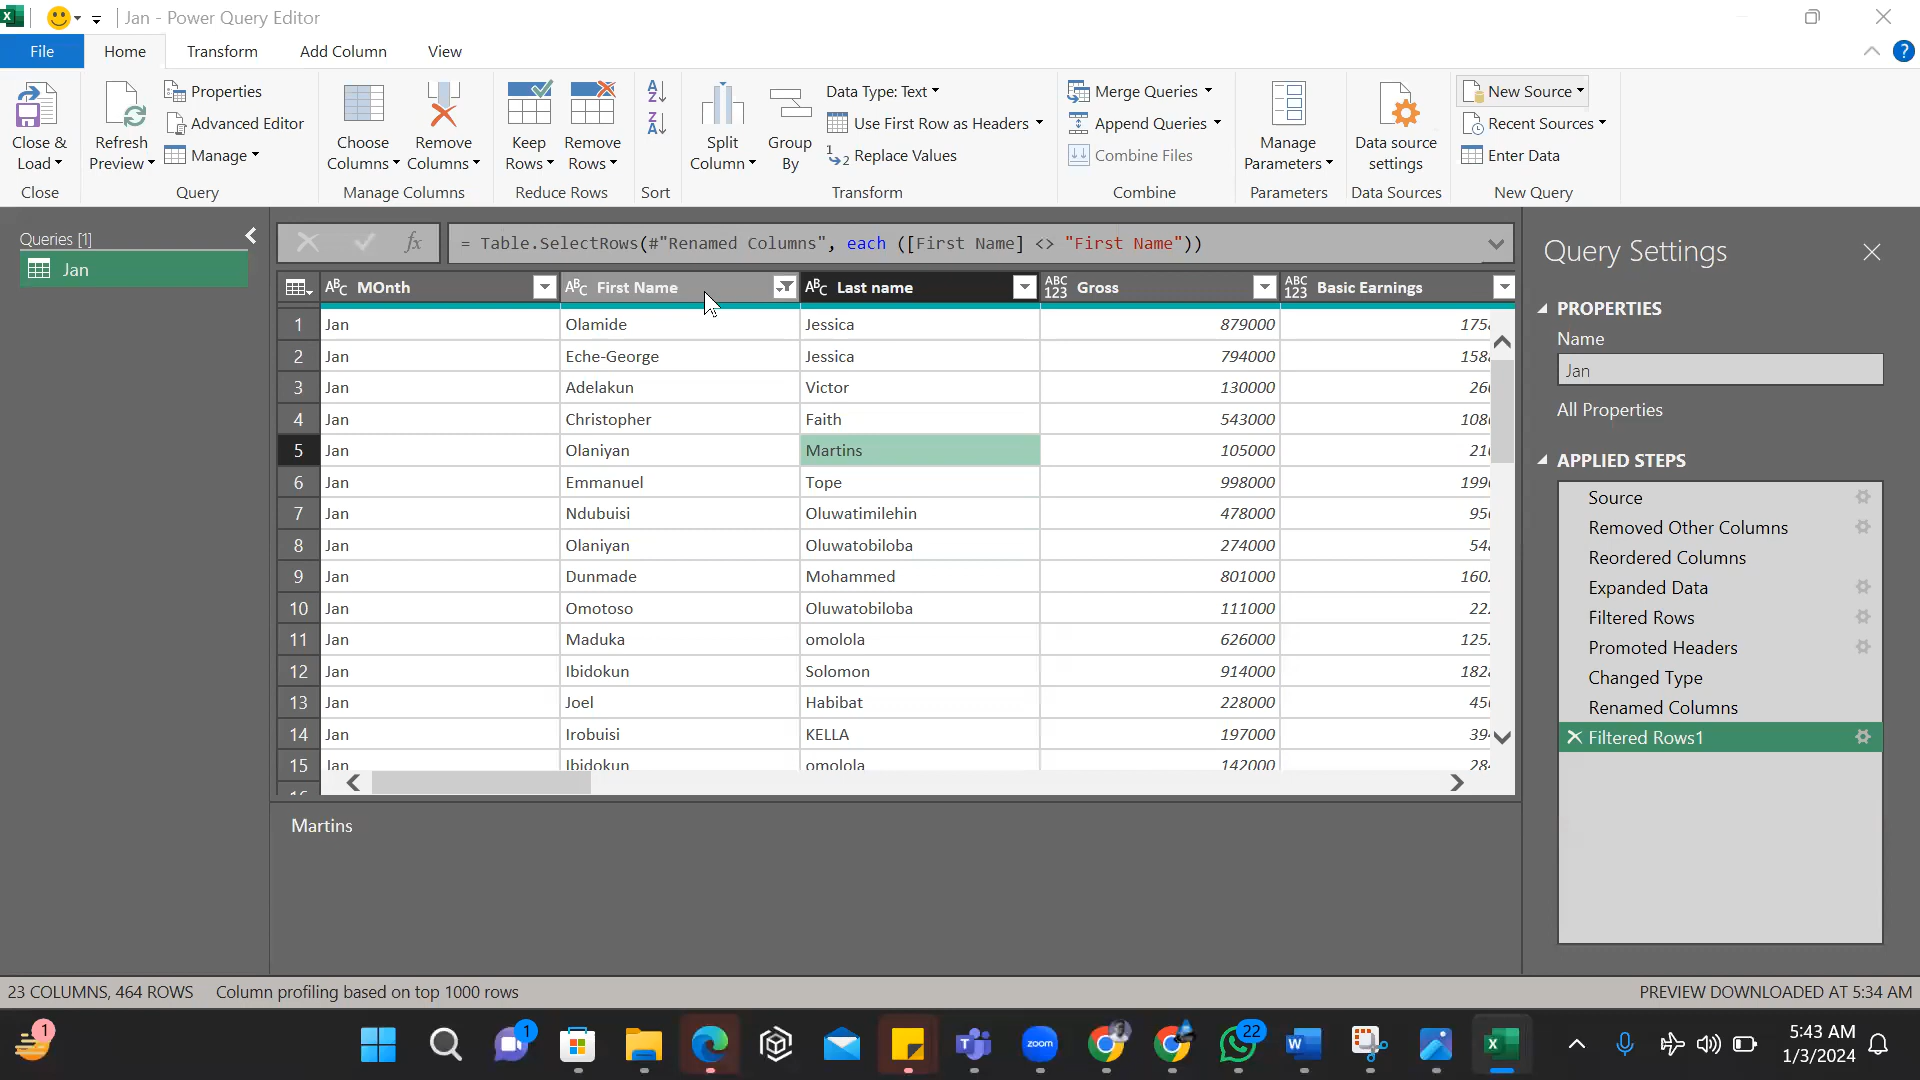 Jan - Power Query Editor
File Home Transform Add Column View
Close & Load
Close
Refresh Preview
Properties
Advanced Editor
Manage
Query
Choose Columns
Remove Columns
Manage Columns
Keep Rows
Remove Rows
Reduce Rows
Sort
Split Column
Group By
Data Type: Text
Use First Row as Headers
Replace Values
Transform
Merge Queries
Append Queries
Combine Files
Combine
Manage Parameters
Parameters
Data source settings
Data Sources
New Source
Recent Sources
Enter Data
New Query
Queries [1]
Jan
fx = Table.SelectRows(#"Renamed Columns", each ([First Name] <> "First Name"))
MOnth First Name Last name Gross Basic Earnings
1 Jan Olamide Jessica 879000
2 Jan Eche-George Jessica 794000
3 Jan Adelakun Victor 130000
4 Jan Christopher Faith 543000
5 Jan Olaniyan Martins 105000
6 Jan Emmanuel Tope 998000
7 Jan Ndubuisi Oluwatimilehin 478000
8 Jan Olaniyan Oluwatobiloba 274000
9 Jan Dunmade Mohammed 801000
10 Jan Omotoso Oluwatobiloba 111000
11 Jan Maduka omolola 626000
12 Jan Ibidokun Solomon 914000
13 Jan Joel Habibat 228000
14 Jan Irobuisi KELLA 197000
15 Jan Ibidokun omolola 142000
Martins
Query Settings
PROPERTIES
Name
Jan
All Properties
APPLIED STEPS
Source
Removed Other Columns
Reordered Columns
Expanded Data
Filtered Rows
Promoted Headers
Changed Type
Renamed Columns
Filtered Rows1
23 COLUMNS, 464 ROWS Column profiling based on top 1000 rows
PREVIEW DOWNLOADED AT 5:34 AM
1
1
zoom
22
5:43 AM
1/3/2024